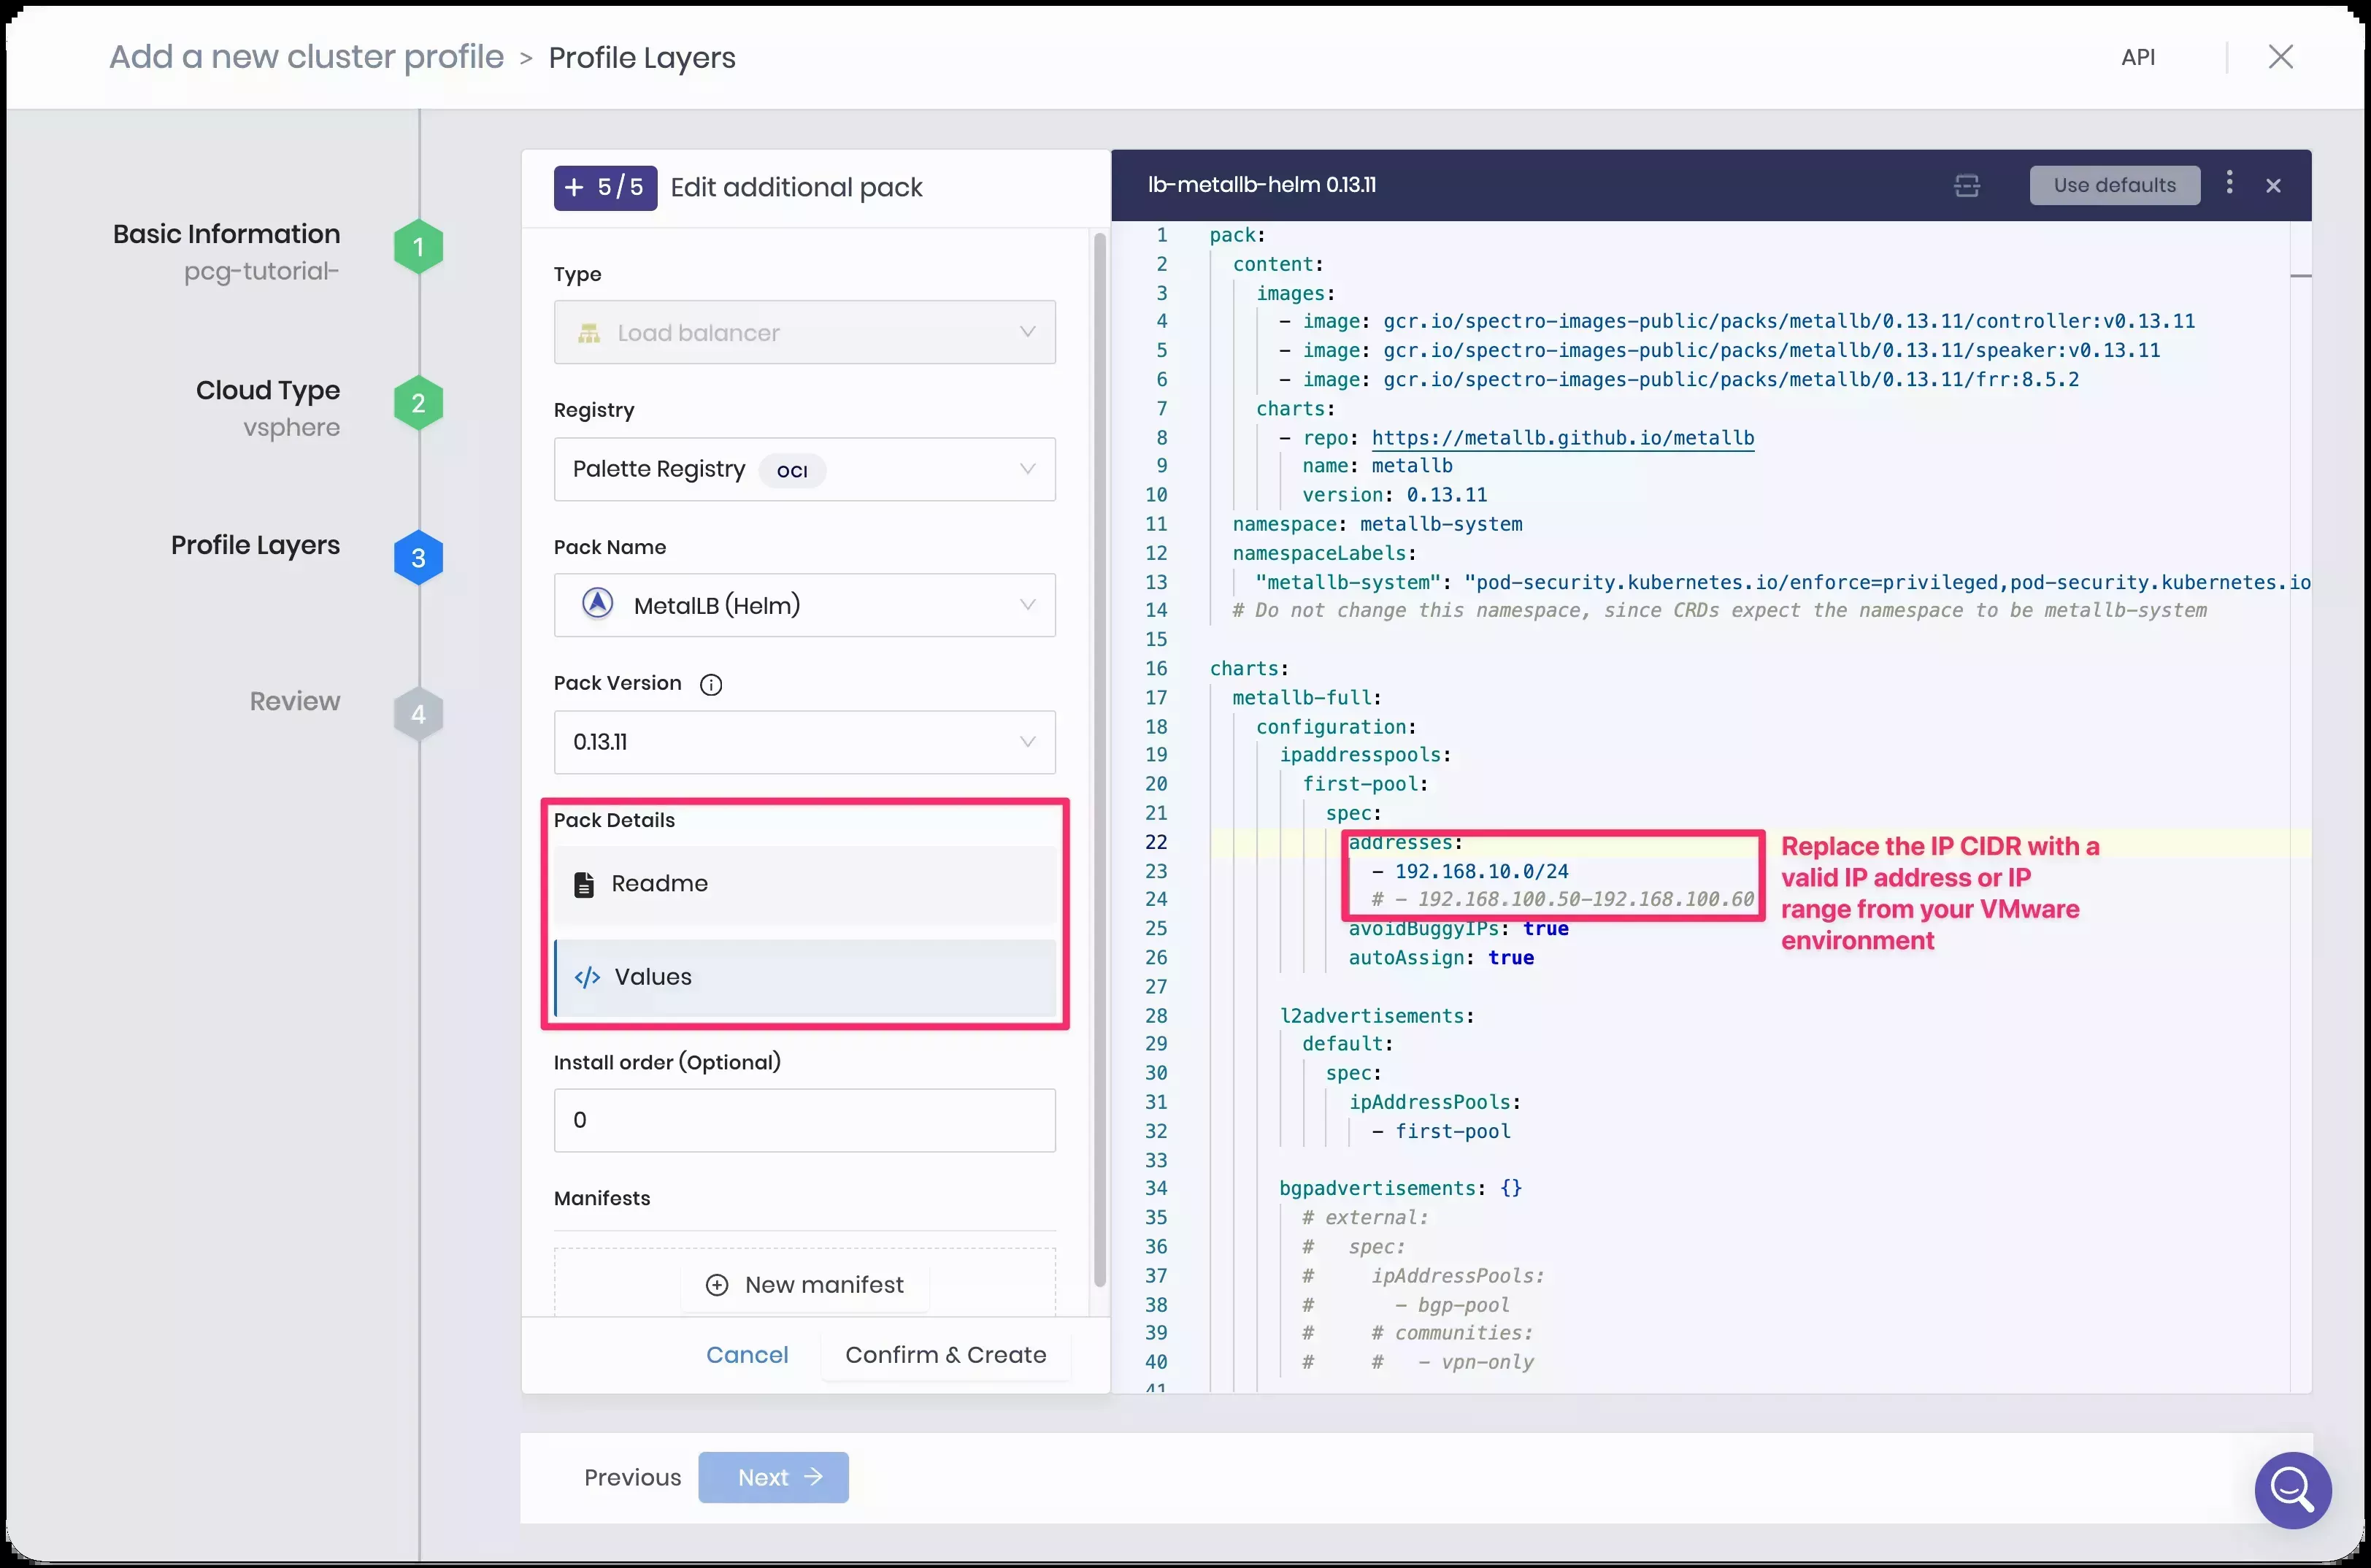 Add a new cluster profile > Profile Layers
API
Basic Information
pcg-tutorial-
1
Cloud Type
vsphere
2
Profile Layers
3
Review
4
+ 5/5 Edit additional pack
Type
Load balancer
Registry
Palette Registry OCI
Pack Name
MetalLB (Helm)
Pack Version
0.13.11
Pack Details
Readme
</> Values
Install order (Optional)
0
Manifests
New manifest
Cancel
Confirm & Create
lb-metallb-helm 0.13.11
Use defaults
1 pack:
2 content:
3 images:
4 - image: gcr.io/spectro-images-public/packs/metallb/0.13.11/controller:v0.13.11
5 - image: gcr.io/spectro-images-public/packs/metallb/0.13.11/speaker:v0.13.11
6 - image: gcr.io/spectro-images-public/packs/metallb/0.13.11/frr:8.5.2
7 charts:
8 - repo: https://metallb.github.io/metallb
9 name: metallb
10 version: 0.13.11
11 namespace: metallb-system
12 namespaceLabels:
13 "metallb-system": "pod-security.kubernetes.io/enforce=privileged,pod-security.kubernetes.io
14 # Do not change this namespace, since CRDs expect the namespace to be metallb-system
15
16 charts:
17 metallb-full:
18 configuration:
19 ipaddresspools:
20 first-pool:
21 spec:
22 addresses:
23 - 192.168.10.0/24
24 # - 192.168.100.50-192.168.100.60
25 avoidBuggyIPs: true
26 autoAssign: true
27
28 l2advertisements:
29 default:
30 spec:
31 ipAddressPools:
32 - first-pool
33
34 bgpadvertisements: {}
35 # external:
36 # spec:
37 # ipAddressPools:
38 # - bgp-pool
39 # # communities:
40 # # - vpn-only
41
Replace the IP CIDR with a
valid IP address or IP
range from your VMware
environment
Previous
Next →